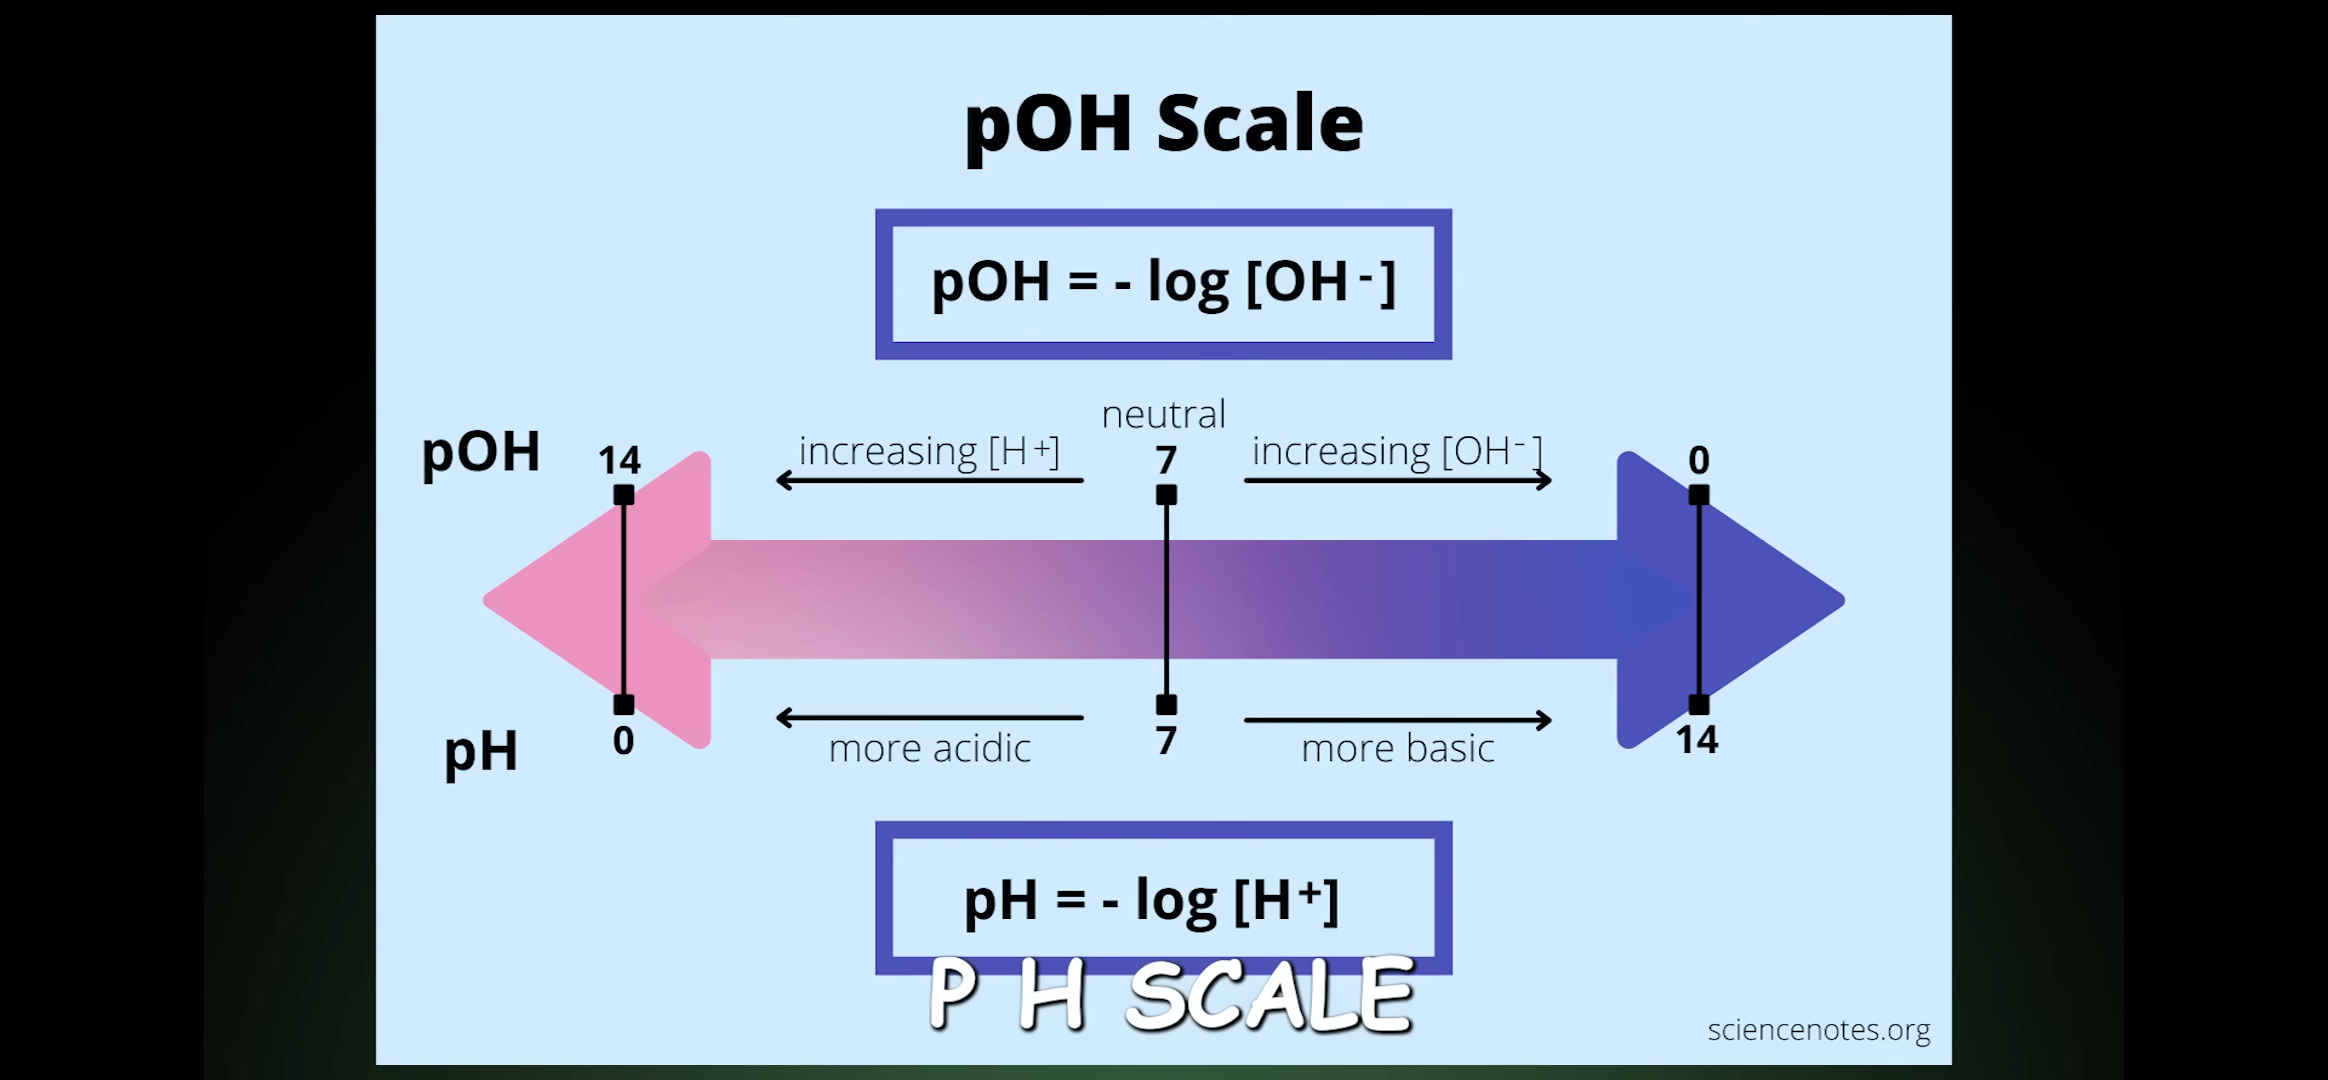 pOH Scale
pOH = - log [OH⁻]
neutral
pOH 14 increasing [H⁺] 7 increasing [OH⁻] 0
pH 0 more acidic 7 more basic 14
pH = - log [H⁺]
P H SCALE
sciencenotes.org